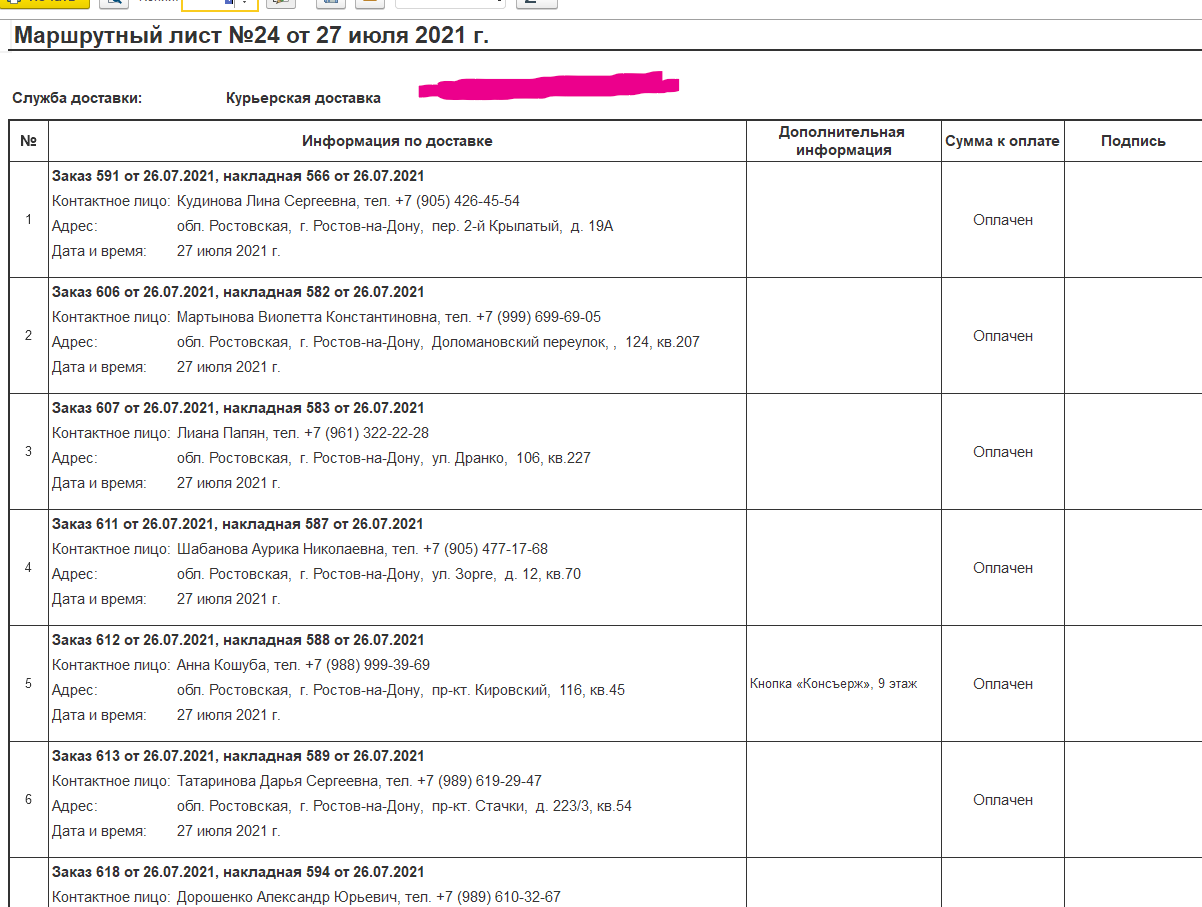 Маршрутный лист №24 от 27 июля 2021 г.
Служба доставки: Курьерская доставка
№ Информация по доставке Дополнительная информация Сумма к оплате Подпись
1
Заказ 591 от 26.07.2021, накладная 566 от 26.07.2021
Контактное лицо: Кудинова Лина Сергеевна, тел. +7 (905) 426-45-54
Адрес: обл. Ростовская, г. Ростов-на-Дону, пер. 2-й Крылатый, д. 19А
Дата и время: 27 июля 2021 г.
Оплачен
2
Заказ 606 от 26.07.2021, накладная 582 от 26.07.2021
Контактное лицо: Мартынова Виолетта Константиновна, тел. +7 (999) 699-69-05
Адрес: обл. Ростовская, г. Ростов-на-Дону, Доломановский переулок, , 124, кв.207
Дата и время: 27 июля 2021 г.
Оплачен
3
Заказ 607 от 26.07.2021, накладная 583 от 26.07.2021
Контактное лицо: Лиана Папян, тел. +7 (961) 322-22-28
Адрес: обл. Ростовская, г. Ростов-на-Дону, ул. Дранко, 106, кв.227
Дата и время: 27 июля 2021 г.
Оплачен
4
Заказ 611 от 26.07.2021, накладная 587 от 26.07.2021
Контактное лицо: Шабанова Аурика Николаевна, тел. +7 (905) 477-17-68
Адрес: обл. Ростовская, г. Ростов-на-Дону, ул. Зорге, д. 12, кв.70
Дата и время: 27 июля 2021 г.
Оплачен
5
Заказ 612 от 26.07.2021, накладная 588 от 26.07.2021
Контактное лицо: Анна Кошуба, тел. +7 (988) 999-39-69
Адрес: обл. Ростовская, г. Ростов-на-Дону, пр-кт. Кировский, 116, кв.45
Дата и время: 27 июля 2021 г.
Кнопка «Консъерж», 9 этаж
Оплачен
6
Заказ 613 от 26.07.2021, накладная 589 от 26.07.2021
Контактное лицо: Татаринова Дарья Сергеевна, тел. +7 (989) 619-29-47
Адрес: обл. Ростовская, г. Ростов-на-Дону, пр-кт. Стачки, д. 223/3, кв.54
Дата и время: 27 июля 2021 г.
Оплачен
Заказ 618 от 26.07.2021, накладная 594 от 26.07.2021
Контактное лицо: Дорошенко Александр Юрьевич, тел. +7 (989) 610-32-67